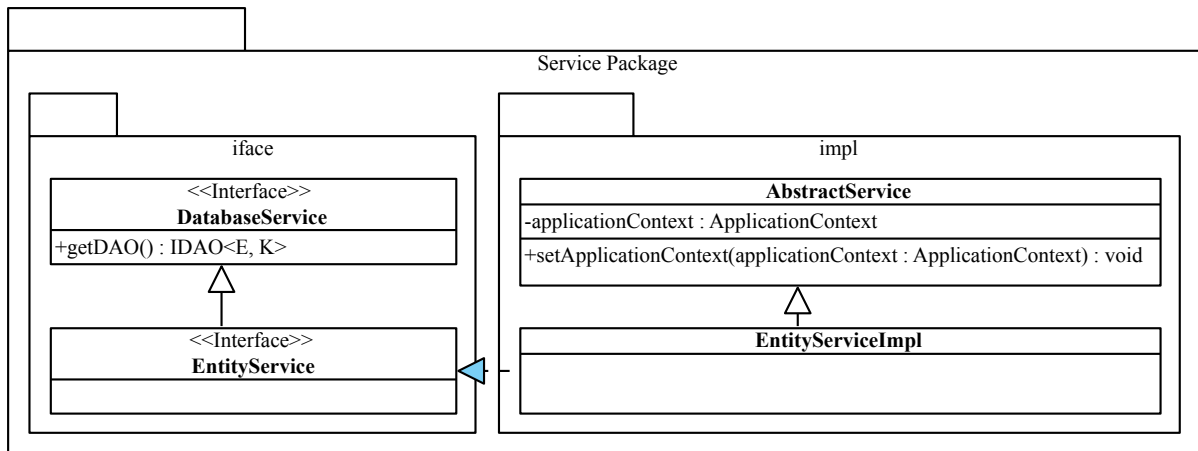 Service Package
iface
<<Interface>>
DatabaseService
+getDAO() : IDAO<E, K>
<<Interface>>
EntityService
impl
AbstractService
-applicationContext : ApplicationContext
+setApplicationContext(applicationContext : ApplicationContext) : void
EntityServiceImpl